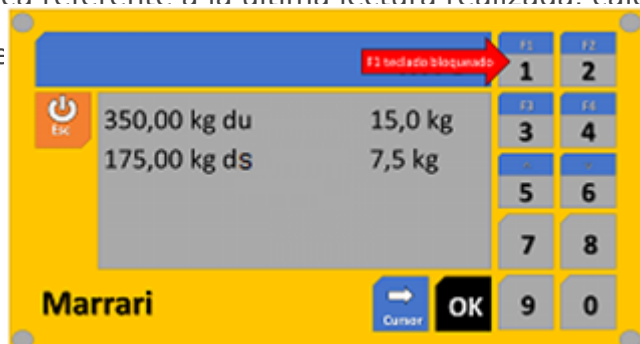 F1 teclado bloqueado
F1
1
F2
2
Esc
350,00 kg du 15,0 kg
175,00 kg ds 7,5 kg
F3
3
F4
4
5
6
7
8
Marrari
Cursor
OK
9
0